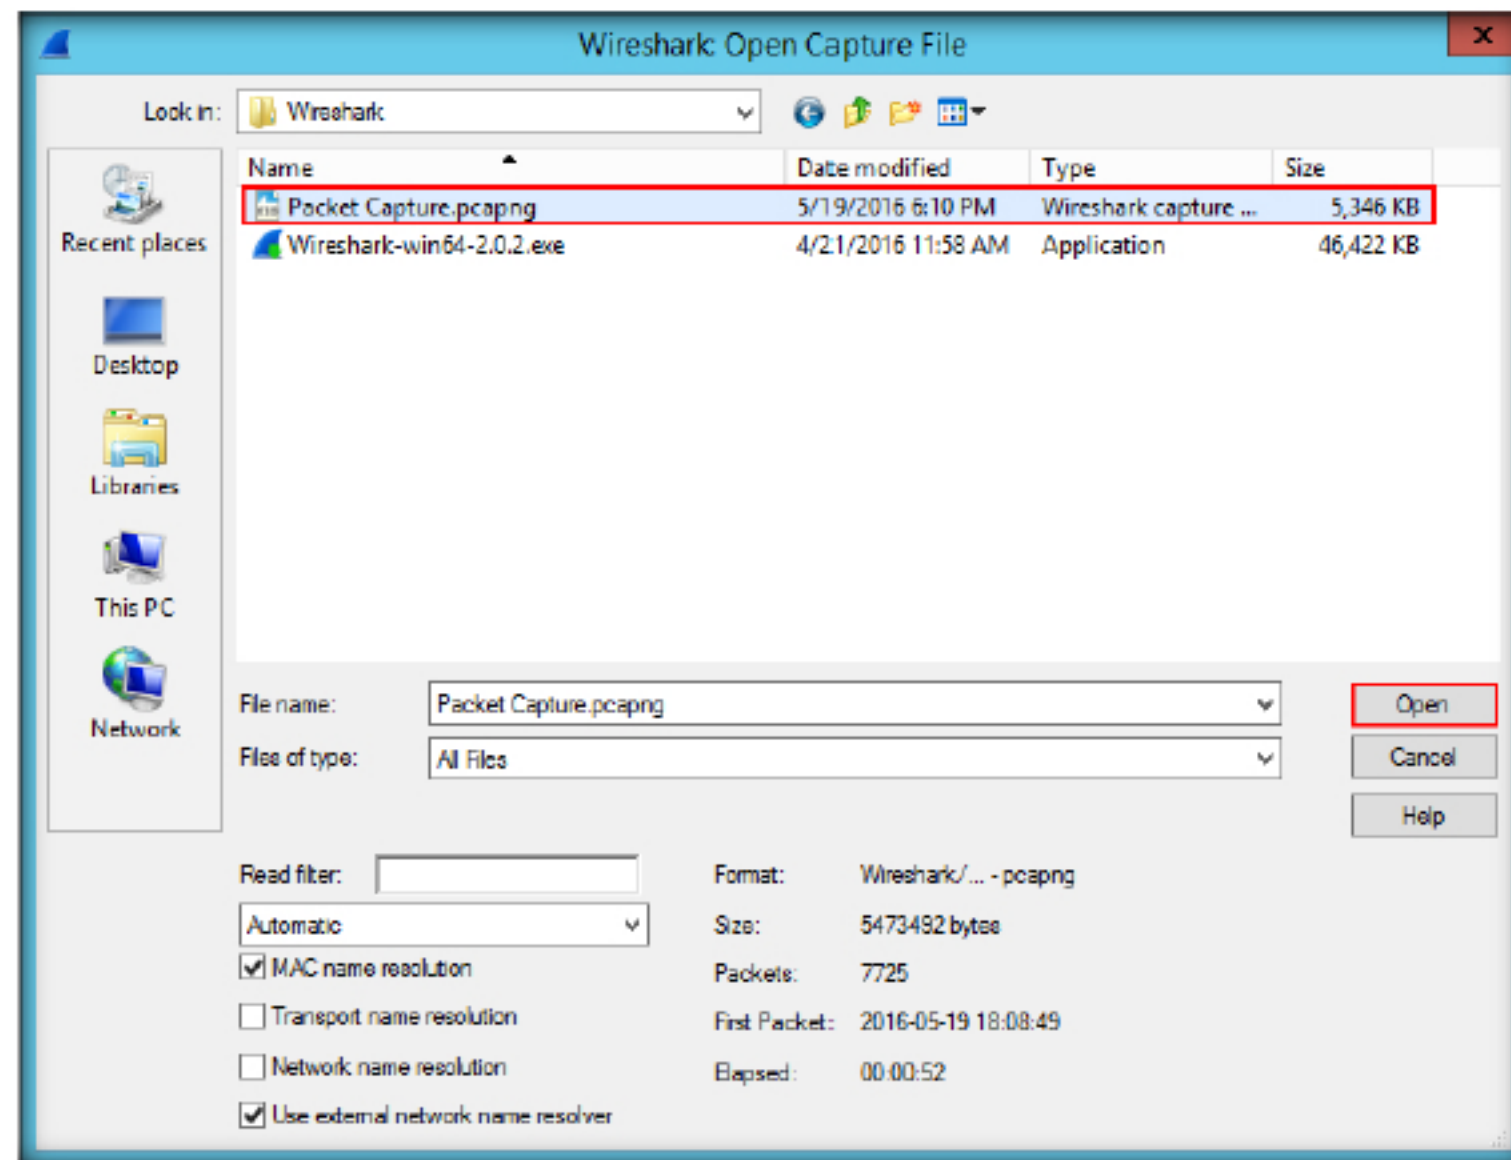 Wireshark: Open Capture File
x
Look in: Wireshark
Name Date modified Type Size
Packet Capture.pcapng 5/19/2016 6:10 PM Wireshark capture ... 5,346 KB
Wireshark-win64-2.0.2.exe 4/21/2016 11:58 AM Application 46,422 KB
Recent places
Desktop
Libraries
This PC
Network
File name: Packet Capture.pcapng Open
Files of type: All Files Cancel
Help
Read filter: Format: Wireshark/... - pcapng
Automatic Size: 5473492 bytes
MAC name resolution Packets: 7725
Transport name resolution First Packet: 2016-05-19 18:08:49
Network name resolution Elapsed: 00:00:52
Use external network name resolver